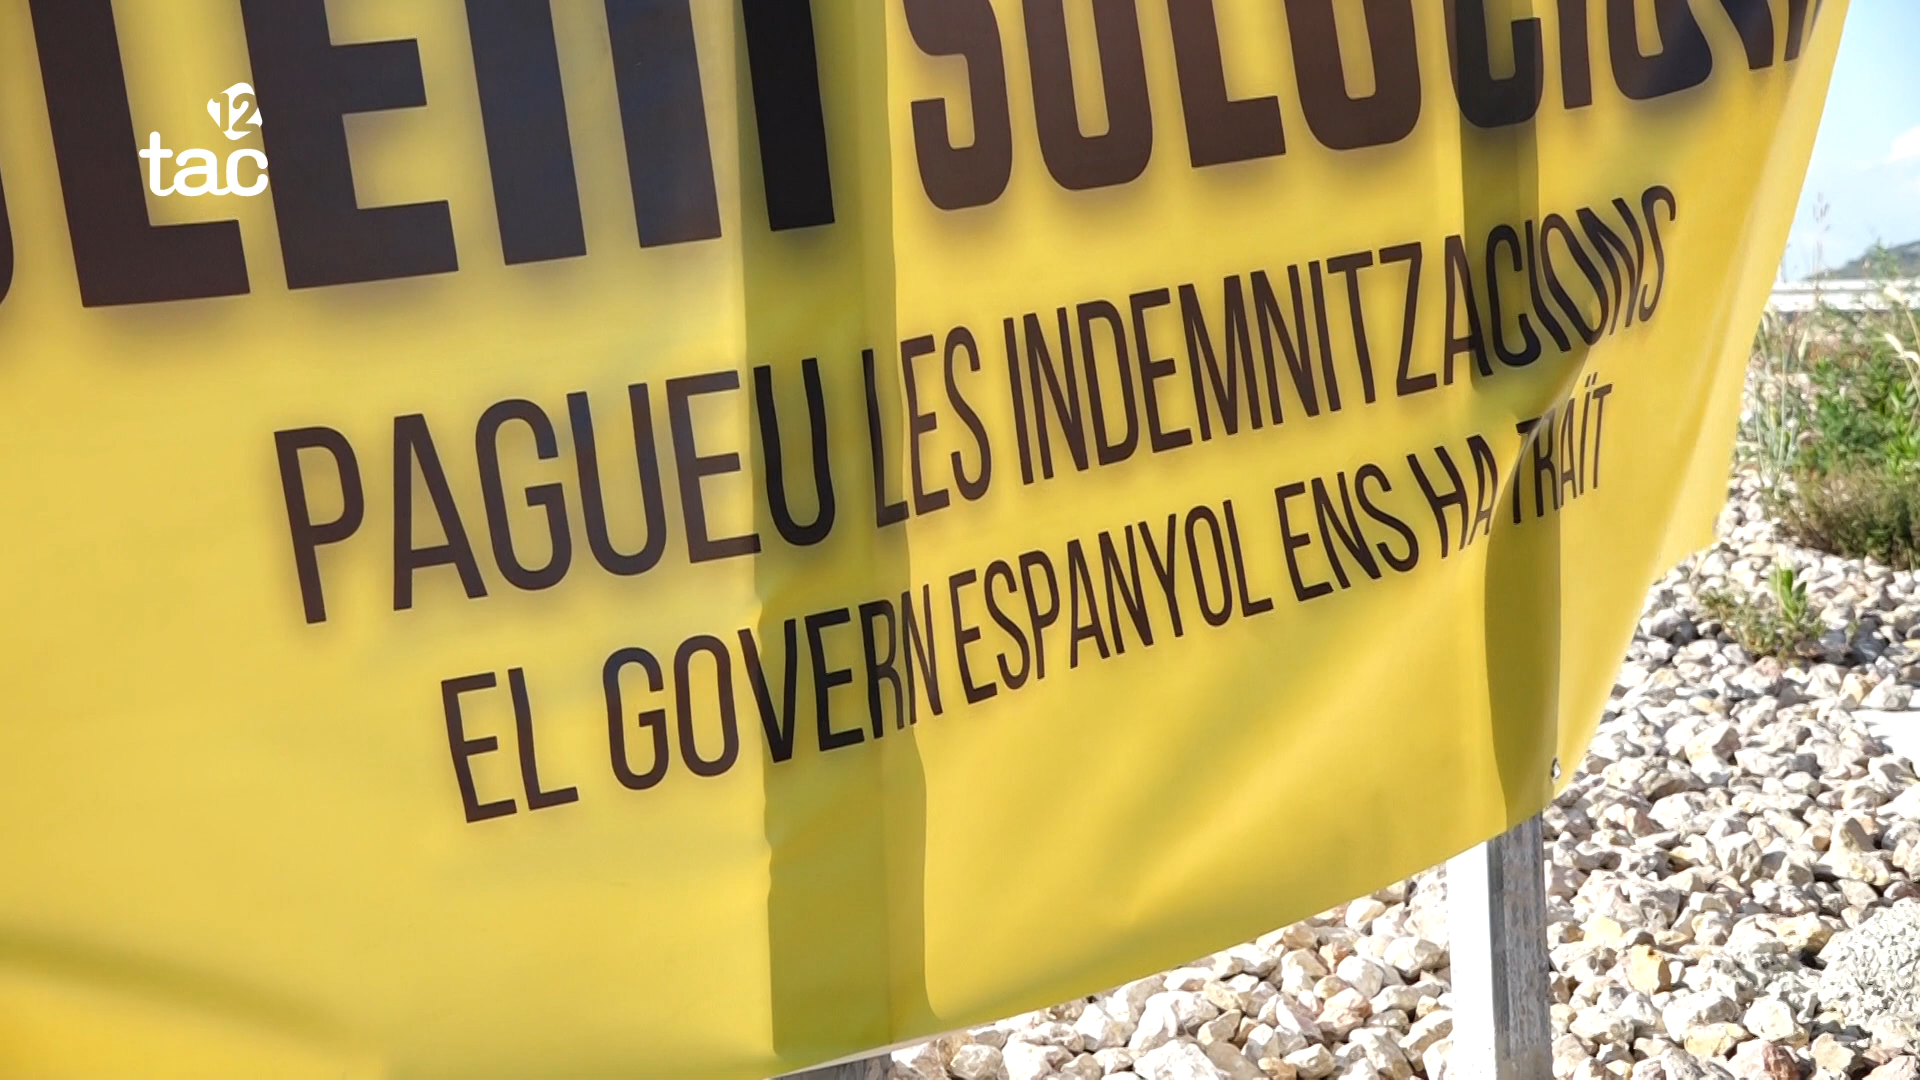 12
tac
PAGUEU LES INDEMNITZACIONS
EL GOVERN ESPANYOL ENS HA TRAÏT